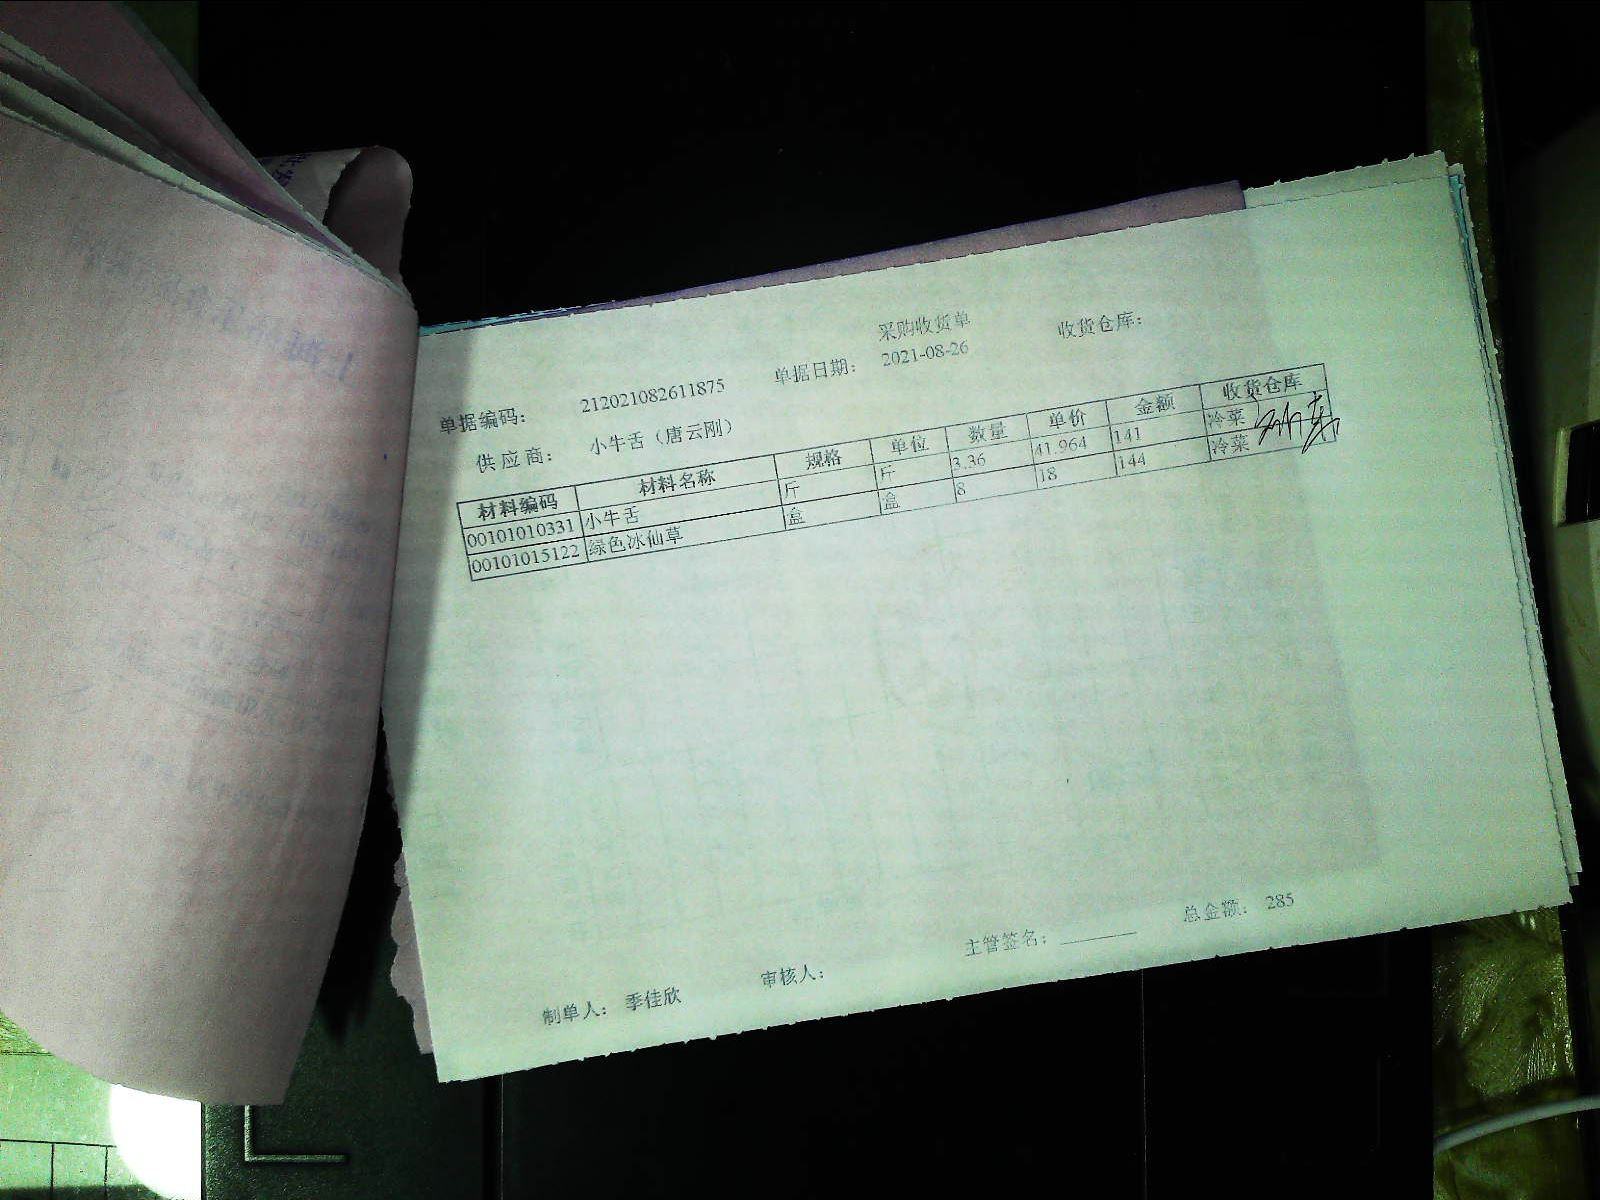 采购收货单
单据编码： 212021082611875 单据日期： 2021-08-26 收货仓库：
供应商： 小牛舌（唐云刚）
材料编码 材料名称 规格 单位 数量 单价 金额 收货仓库
00101010331 小牛舌 斤 斤 3.36 41.964 141 冷菜
00101015122 绿色冰仙草 盒 盒 8 18 144 冷菜
制单人： 季佳欣 审核人： 主管签名： 总金额： 285